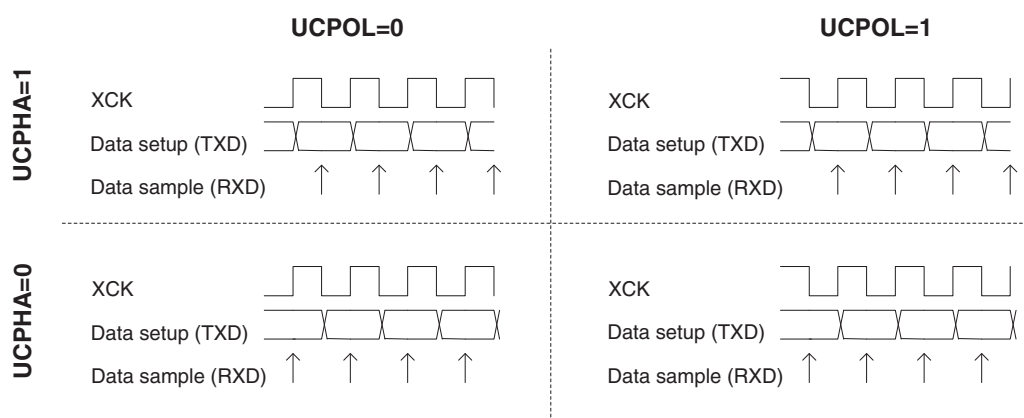 UCPOL=0
UCPOL=1
UCPHA=1
XCK
Data setup (TXD)
Data sample (RXD)
XCK
Data setup (TXD)
Data sample (RXD)
UCPHA=0
XCK
Data setup (TXD)
Data sample (RXD)
XCK
Data setup (TXD)
Data sample (RXD)